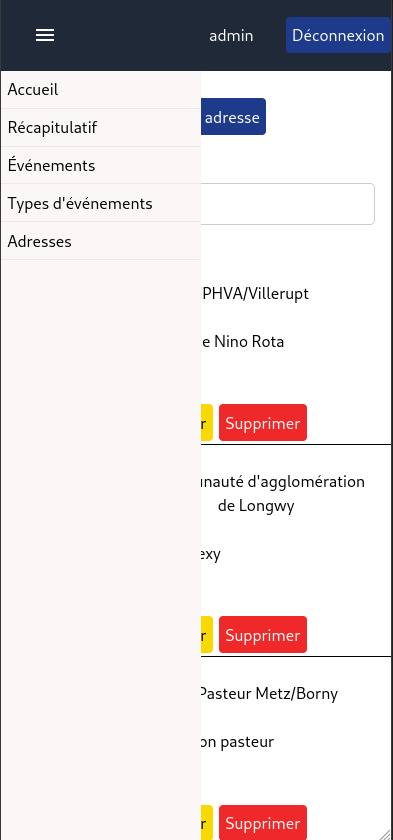 admin Déconnexion
Accueil
adresse
Récapitulatif
Événements
Types d'événements
Adresses
PHVA/Villerupt
e Nino Rota
r Supprimer
unauté d'agglomération
de Longwy
exy
r Supprimer
Pasteur Metz/Borny
on pasteur
r Supprimer